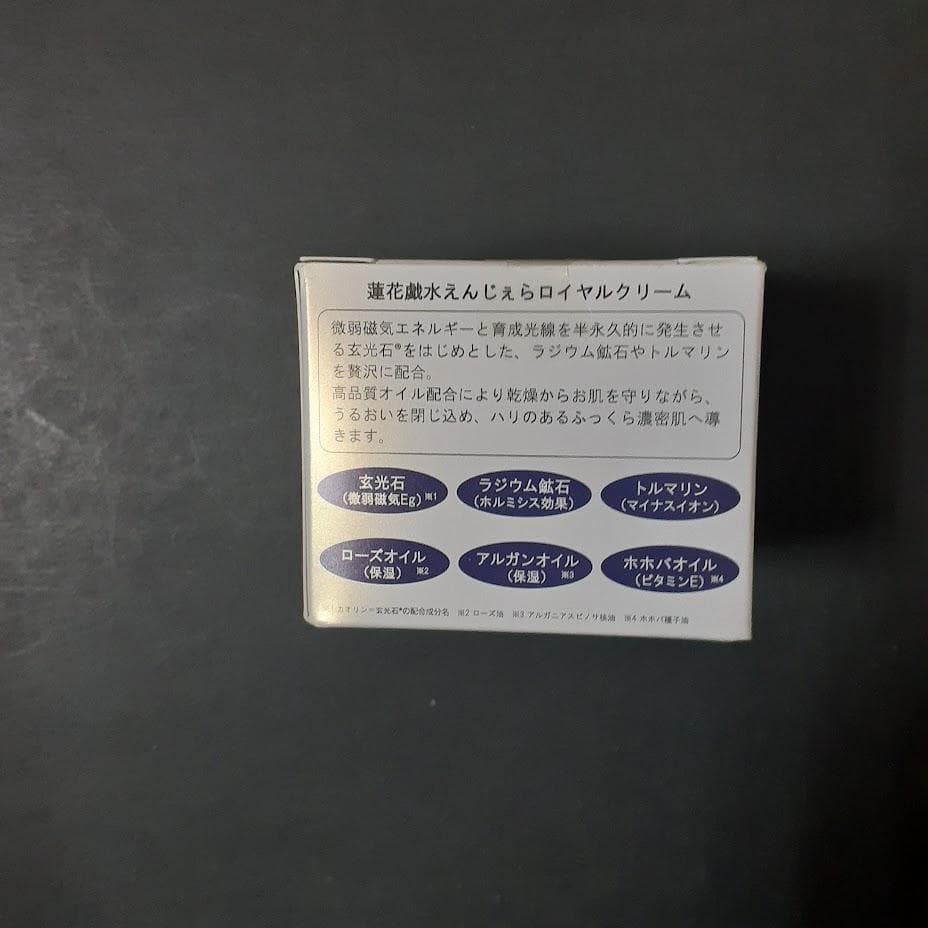 蓮花戯水えんじぇらロイヤルクリーム
微弱磁気エネルギーと育成光線を半永久的に発生させ
る玄光石®をはじめとした、ラジウム鉱石やトルマリン
を贅沢に配合。
高品質オイル配合により乾燥からお肌を守りながら、
うるおいを閉じ込め、ハリのあるふっくら濃密肌へ導
きます。
玄光石
(微弱磁気Eg)※1
ラジウム鉱石
(ホルミシス効果)
トルマリン
(マイナスイオン)
ローズオイル
(保湿) ※2
アルガンオイル
(保湿) ※3
ホホバオイル
(ビタミンE) ※4
※1 カオリン=玄光石®の配合成分名 ※2 ローズ油 ※3 アルガニアスピノサ核油 ※4 ホホバ種子油